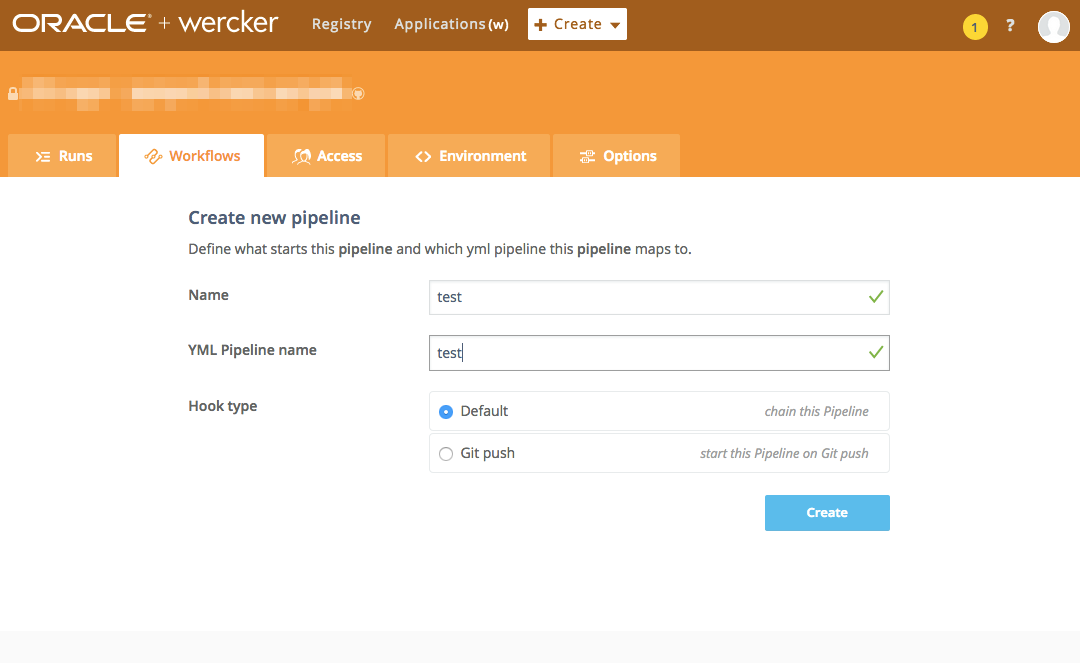 ORACLE® + wercker Registry Applications (w) + Create 1 ?
Runs Workflows Access Environment Options
Create new pipeline
Define what starts this pipeline and which yml pipeline this pipeline maps to.
Name test
YML Pipeline name test
Hook type Default chain this Pipeline
Git push start this Pipeline on Git push
Create